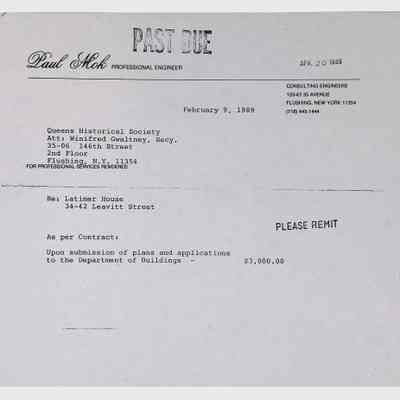 PAST DUE
Paul Mok PROFESSIONAL ENGINEER
APR 20 1989
CONSULTING ENGINEERS
FLUSHING, NEW YORK 11354
February 9, 1989
Queens Historical Society
Att: Winifred Gwaltney, Secy.
35-06 146th Street
2nd Floor
Flushing, N.Y. 11354
FOR PROFESSIONAL SERVICES RENDERED
Re: Latimer House
34-42 Leavitt Street
PLEASE REMIT
As per Contract:
Upon submission of plans and applications
to the Department of Buildings - $3,000.00